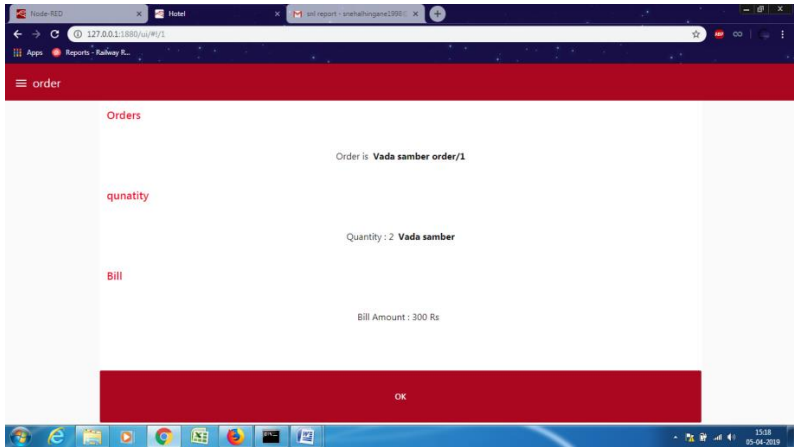 Node-RED
Hotel
snl report - snehalhingane1998
127.0.0.1:1880/ui/#!/1
Apps Reports - Railway R...
order
Orders
Order is Vada samber order/1
qunatity
Quantity : 2 Vada samber
Bill
Bill Amount : 300 Rs
OK
15:18
05-04-2019